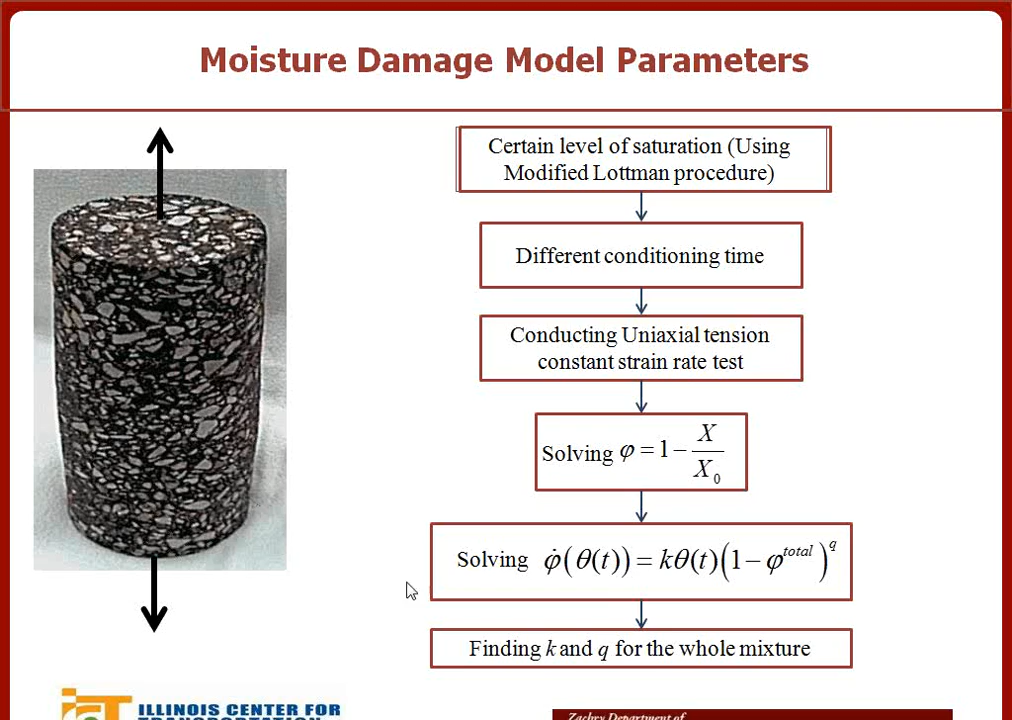 Moisture Damage Model Parameters
Certain level of saturation (Using
Modified Lottman procedure)
Different conditioning time
Conducting Uniaxial tension
constant strain rate test
Solving φ = 1 − X / X₀
Solving φ̇(θ(t)) = kθ(t)(1 − φ^total)^q
Finding k and q for the whole mixture
ILLINOIS CENTER FOR
TRANSPORTATION
Zachry Department of